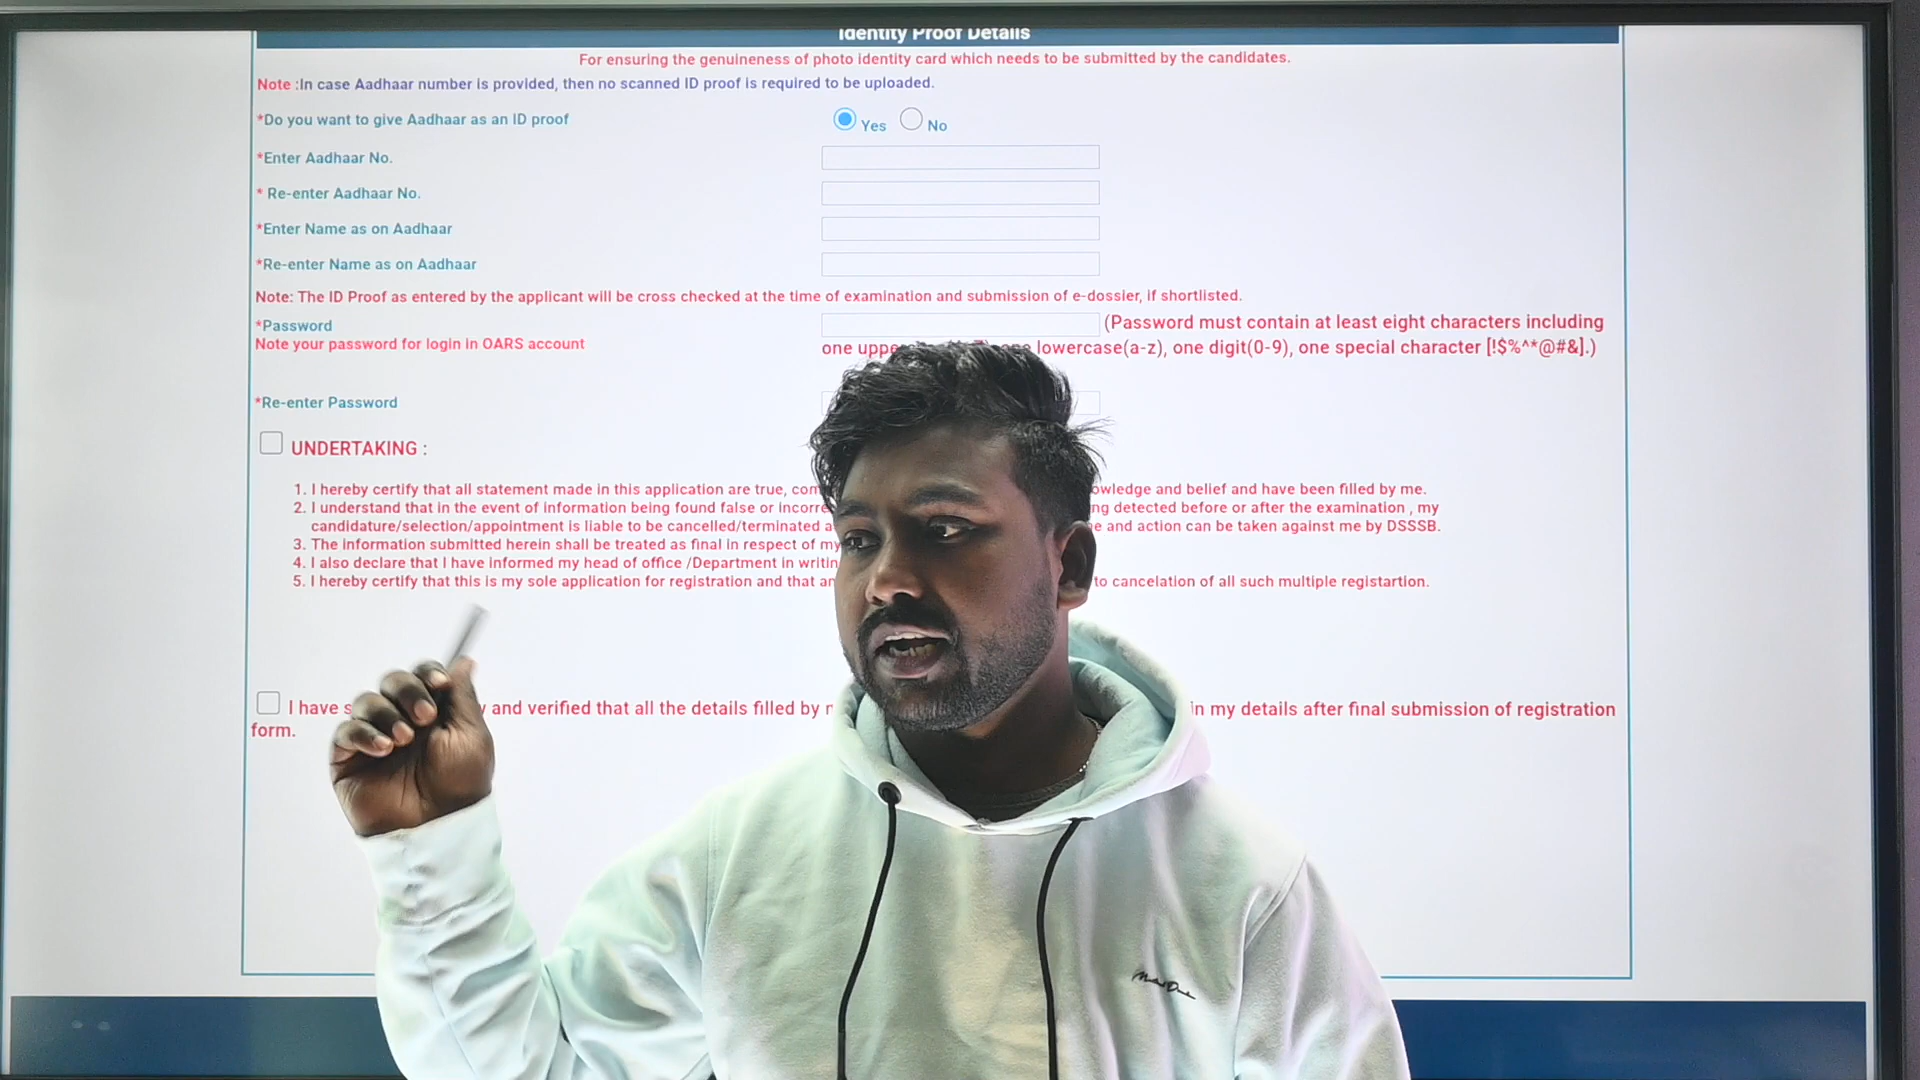 Identity Proof Details
For ensuring the genuineness of photo identity card which needs to be submitted by the candidates.
Note :In case Aadhaar number is provided, then no scanned ID proof is required to be uploaded.
*Do you want to give Aadhaar as an ID proof Yes No
*Enter Aadhaar No.
* Re-enter Aadhaar No.
*Enter Name as on Aadhaar
*Re-enter Name as on Aadhaar
Note: The ID Proof as entered by the applicant will be cross checked at the time of examination and submission of e-dossier, if shortlisted.
*Password (Password must contain at least eight characters including
Note your password for login in OARS account one lowercase(a-z), one digit(0-9), one special character [!$%^*@#&].)
*Re-enter Password
UNDERTAKING :
1. I hereby certify that all statement made in this application are true, and belief and have been filled by me.
2. I understand that in the event of information being found false or detected before or after the examination , my
candidature/selection/appointment is liable to be cancelled/terminated and action can be taken against me by DSSSB.
3. The information submitted herein shall be treated as final in respect of my
4. I also declare that I have informed my head of office /Department in
5. I hereby certify that this is my sole application for registration and that to cancelation of all such multiple registartion.
I have and verified that all the details filled by in my details after final submission of registration
form.